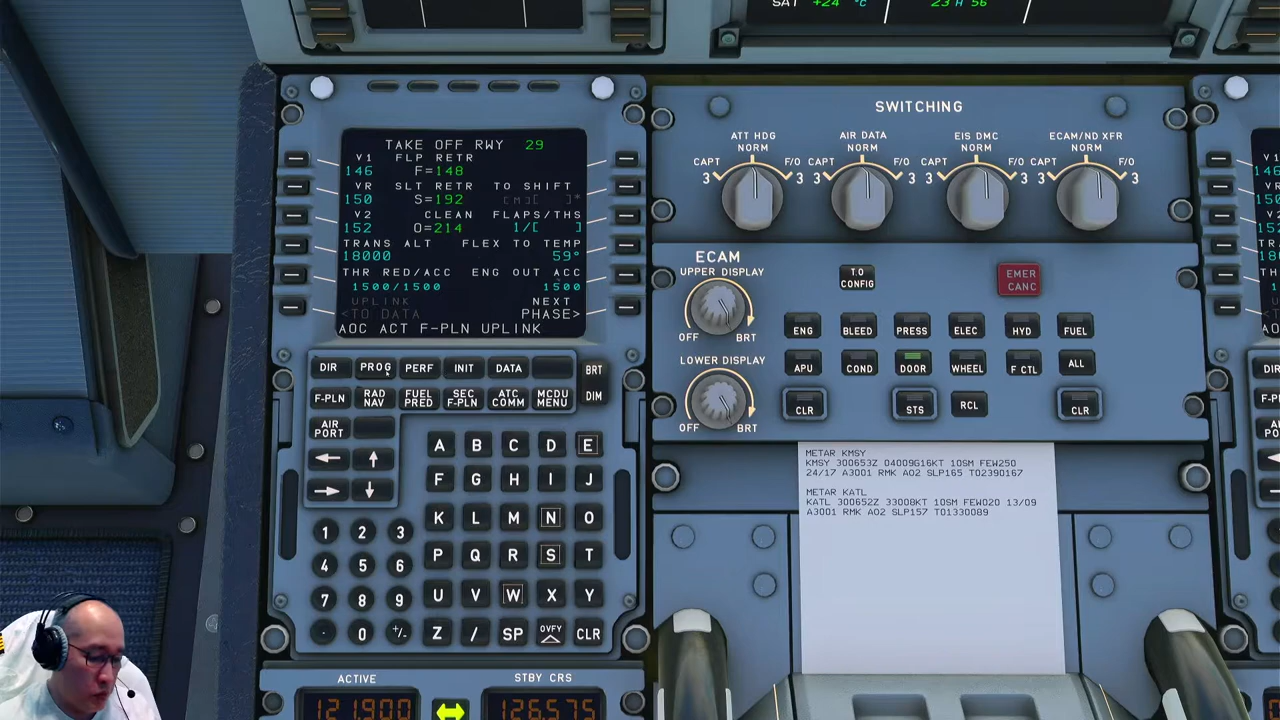 SAT +24 °C 23 H 56
TAKE OFF RWY 29
V1 FLP RETR
146 F=148
VR SLT RETR TO SHIFT
150 S=192 [M][ ]*
V2 CLEAN FLAPS/THS
152 O=214 1/[ ]
TRANS ALT FLEX TO TEMP
18000 59°
THR RED/ACC ENG OUT ACC
1500/1500 1500
UPLINK NEXT
<TO DATA PHASE>
AOC ACT F-PLN UPLINK
DIR PROG PERF INIT DATA BRT
F-PLN RAD NAV FUEL PRED SEC F-PLN ATC COMM MCDU MENU DIM
AIR PORT
A B C D E
F G H I J
K L M N O
P Q R S T
U V W X Y
Z / SP OVFY CLR
1 2 3
4 5 6
7 8 9
. 0 +/-
ACTIVE STBY CRS
121.900 126.575
SWITCHING
ATT HDG AIR DATA EIS DMC ECAM/ND XFR
NORM NORM NORM NORM
CAPT F/O CAPT F/O CAPT F/O CAPT F/O
3 3 3 3 3 3 3 3
ECAM
UPPER DISPLAY
OFF BRT
LOWER DISPLAY
OFF BRT
T.O CONFIG
EMER CANC
ENG BLEED PRESS ELEC HYD FUEL
APU COND DOOR WHEEL F CTL ALL
CLR STS RCL CLR
METAR KMSY
KMSY 300653Z 04009G16KT 10SM FEW250
24/17 A3001 RMK AO2 SLP165 T02390167
METAR KATL
KATL 300652Z 33008KT 10SM FEW020 13/09
A3001 RMK AO2 SLP157 T01330089